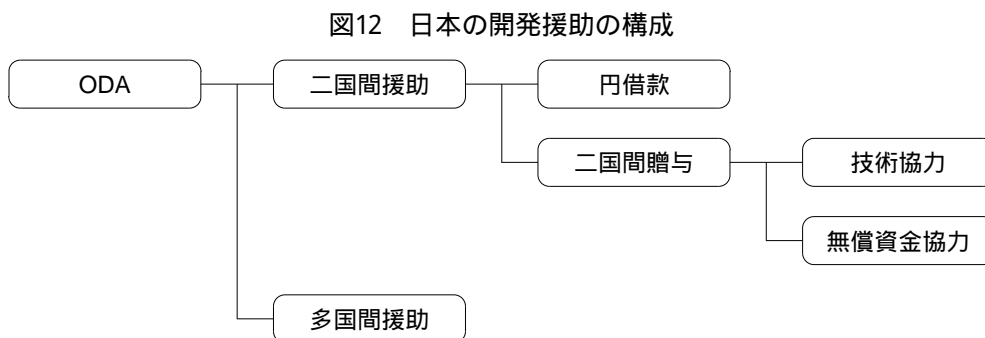 図12　日本の開発援助の構成
ODA
二国間援助
円借款
二国間贈与
技術協力
無償資金協力
多国間援助